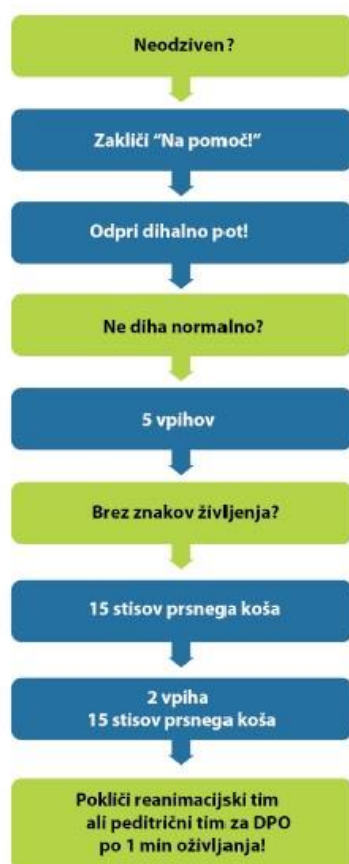 Neodziven?
Zakliči "Na pomoč!"
Odpri dihalno pot!
Ne diha normalno?
5 vpihov
Brez znakov življenja?
15 stisov prsnega koša
2 vpiha
15 stisov prsnega koša
Pokliči reanimacijski tim
ali peditrični tim za DPO
po 1 min oživljanja!